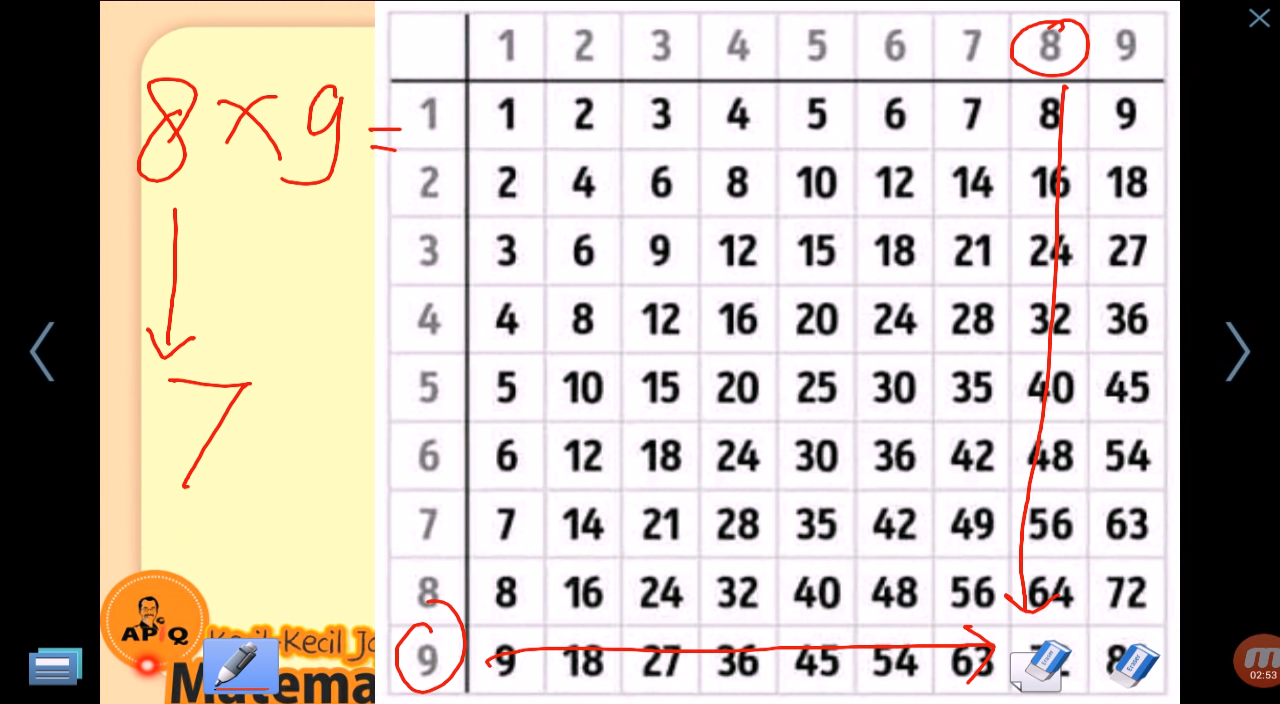 8 x 9 =
7
1 2 3 4 5 6 7 8 9
1 1 2 3 4 5 6 7 8 9
2 2 4 6 8 10 12 14 16 18
3 3 6 9 12 15 18 21 24 27
4 4 8 12 16 20 24 28 32 36
5 5 10 15 20 25 30 35 40 45
6 6 12 18 24 30 36 42 48 54
7 7 14 21 28 35 42 49 56 63
8 8 16 24 32 40 48 56 64 72
9 9 18 27 36 45 54 63
APiQ
Kecil-Kecil
Eraser
Eraser
02:53